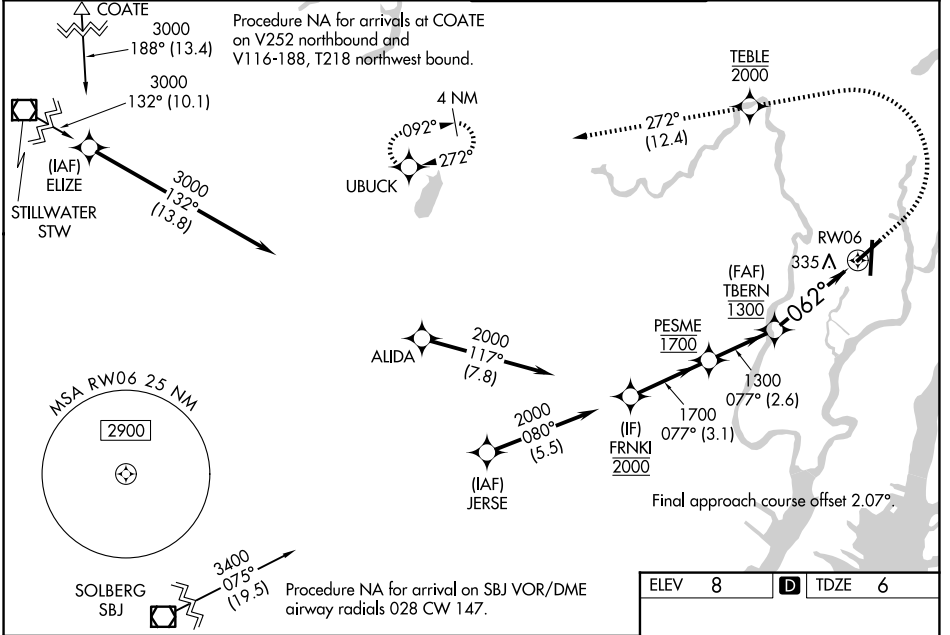 COATE
3000
188° (13.4)
Procedure NA for arrivals at COATE
on V252 northbound and
V116-188, T218 northwest bound.
3000
132° (10.1)
(IAF)
ELIZE
STILLWATER
STW
3000
132°
(13.8)
4 NM
092°
272°
UBUCK
TEBLE
2000
272°
(12.4)
RW06
335
(FAF)
TBERN
1300
062°
PESME
1700
1300
077° (2.6)
1700
077° (3.1)
ALIDA
2000
117°
(7.8)
2000
080°
(5.5)
(IAF)
JERSE
(IF)
FRNKI
2000
Final approach course offset 2.07°.
MSA RW06 25 NM
2900
SOLBERG
SBJ
3400
075°
(19.5)
Procedure NA for arrival on SBJ VOR/DME
airway radials 028 CW 147.
ELEV 8 D TDZE 6